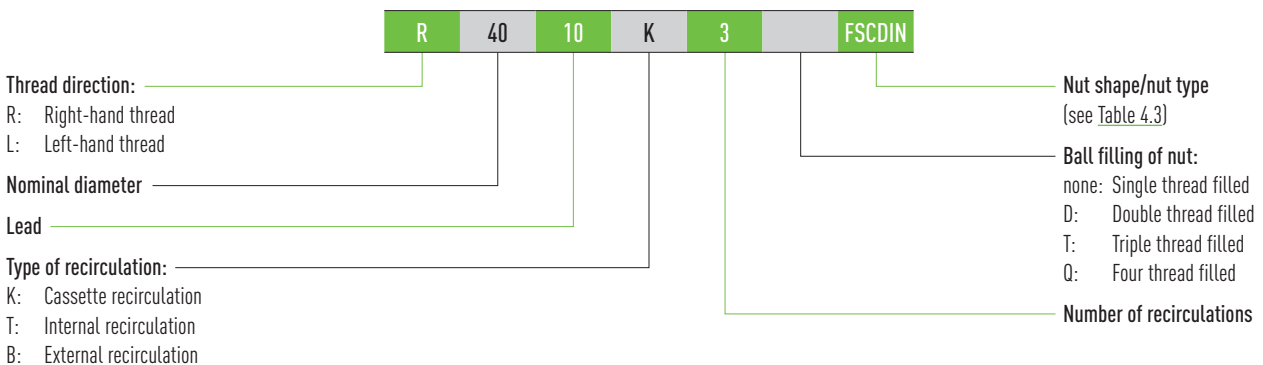 R 40 10 K 3 FSCDIN
Thread direction:
R: Right-hand thread
L: Left-hand thread
Nominal diameter
Lead
Type of recirculation:
K: Cassette recirculation
T: Internal recirculation
B: External recirculation
Nut shape/nut type
(see Table 4.3)
Ball filling of nut:
none: Single thread filled
D: Double thread filled
T: Triple thread filled
Q: Four thread filled
Number of recirculations